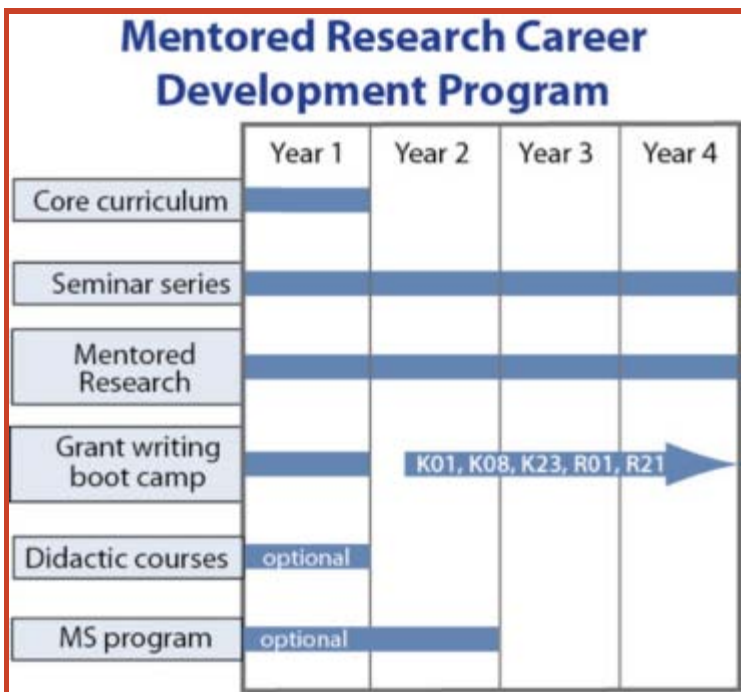 Mentored Research Career
Development Program
Year 1 Year 2 Year 3 Year 4
Core curriculum
Seminar series
Mentored
Research
Grant writing
boot camp
K01, K08, K23, R01, R21
Didactic courses optional
MS program optional